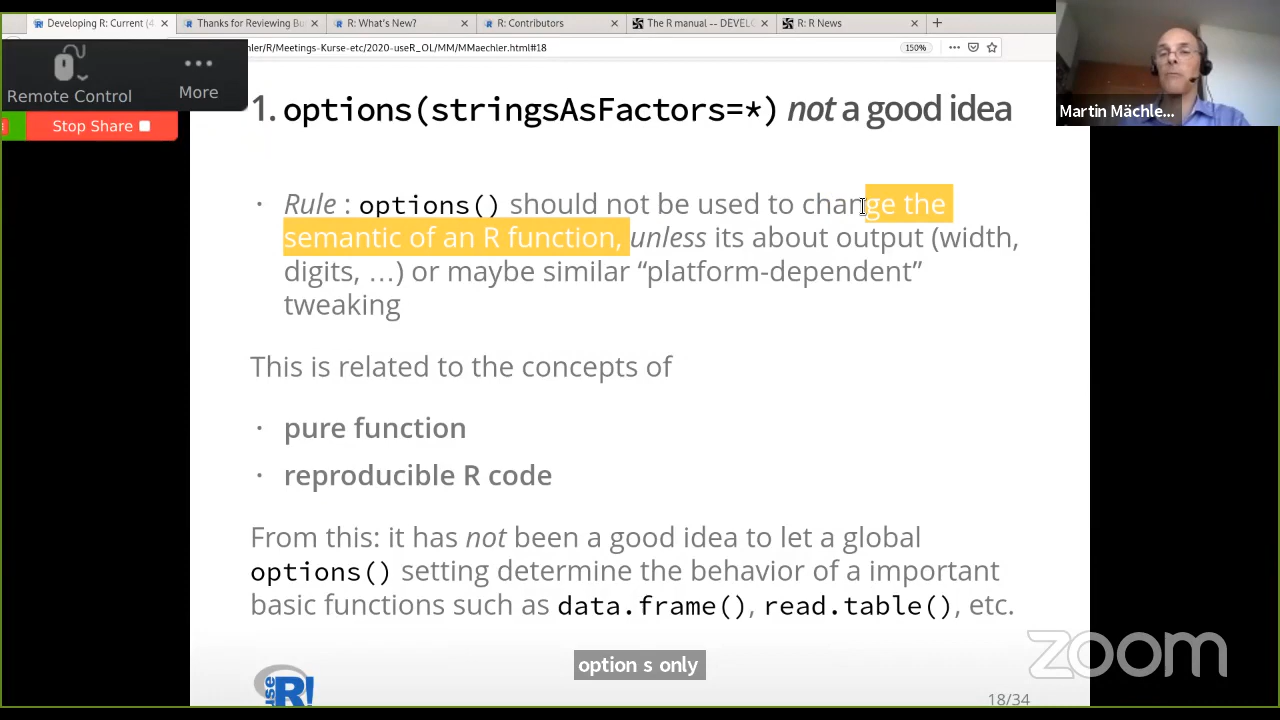 Developing R: Current (4
Thanks for Reviewing Bu
R: What's New?
R: Contributors
The R manual -- DEVELC
R: R News
hler/R/Meetings-Kurse-etc/2020-useR_OL/MM/MMaechler.html#18
150%
Remote Control
More
Stop Share
Martin Mächle...
1. options(stringsAsFactors=*) not a good idea
· Rule : options() should not be used to change the
semantic of an R function, unless its about output (width,
digits, …) or maybe similar “platform-dependent”
tweaking
This is related to the concepts of
· pure function
· reproducible R code
From this: it has not been a good idea to let a global
options() setting determine the behavior of a important
basic functions such as data.frame(), read.table(), etc.
option s only
zoom
use R!
18/34